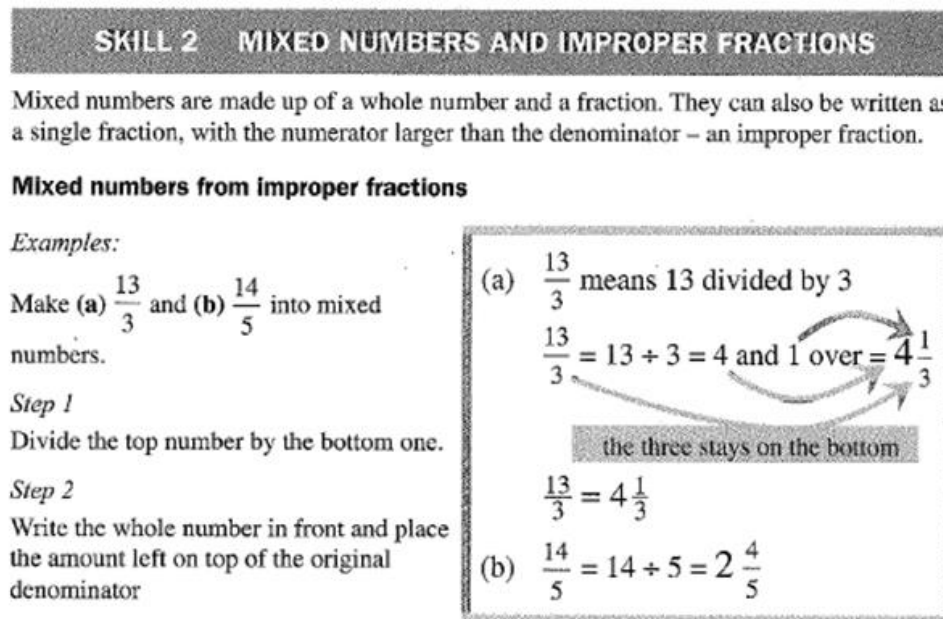 SKILL 2 MIXED NUMBERS AND IMPROPER FRACTIONS
Mixed numbers are made up of a whole number and a fraction. They can also be written as
a single fraction, with the numerator larger than the denominator – an improper fraction.
Mixed numbers from improper fractions
Examples:
Make (a) 13/3 and (b) 14/5 into mixed
numbers.
Step 1
Divide the top number by the bottom one.
Step 2
Write the whole number in front and place
the amount left on top of the original
denominator
(a) 13/3 means 13 divided by 3
13/3 = 13 ÷ 3 = 4 and 1 over = 4 1/3
the three stays on the bottom
13/3 = 4 1/3
(b) 14/5 = 14 ÷ 5 = 2 4/5